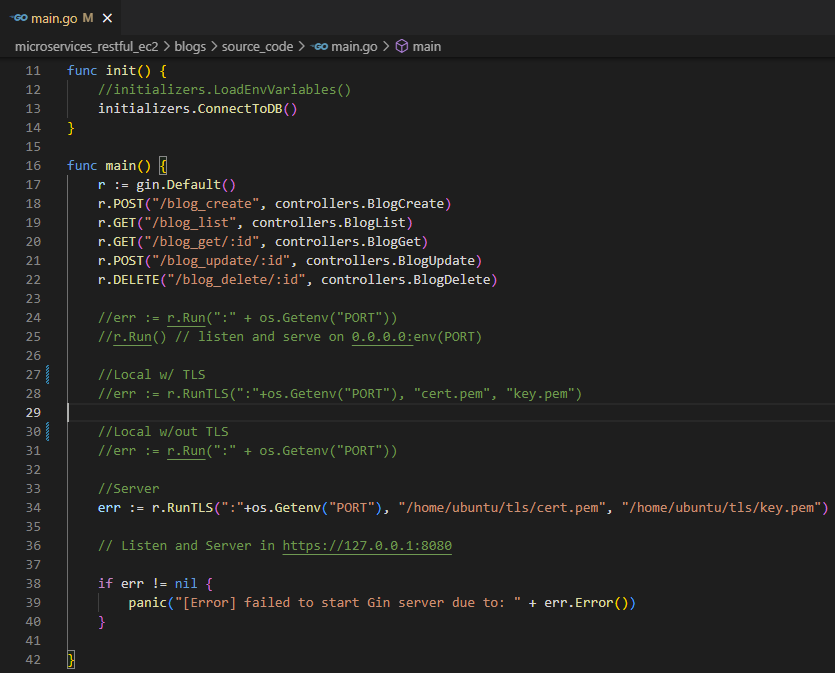 GO main.go M ×
microservices_restful_ec2 > blogs > source_code > GO main.go > main
11 func init() {
12 //initializers.LoadEnvVariables()
13 initializers.ConnectToDB()
14 }
15
16 func main() {
17 r := gin.Default()
18 r.POST("/blog_create", controllers.BlogCreate)
19 r.GET("/blog_list", controllers.BlogList)
20 r.GET("/blog_get/:id", controllers.BlogGet)
21 r.POST("/blog_update/:id", controllers.BlogUpdate)
22 r.DELETE("/blog_delete/:id", controllers.BlogDelete)
23
24 //err := r.Run(":" + os.Getenv("PORT"))
25 //r.Run() // listen and serve on 0.0.0.0:env(PORT)
26
27 //Local w/ TLS
28 //err := r.RunTLS(":"+os.Getenv("PORT"), "cert.pem", "key.pem")
29
30 //Local w/out TLS
31 //err := r.Run(":" + os.Getenv("PORT"))
32
33 //Server
34 err := r.RunTLS(":"+os.Getenv("PORT"), "/home/ubuntu/tls/cert.pem", "/home/ubuntu/tls/key.pem")
35
36 // Listen and Server in https://127.0.0.1:8080
37
38 if err != nil {
39 panic("[Error] failed to start Gin server due to: " + err.Error())
40 }
41
42 }